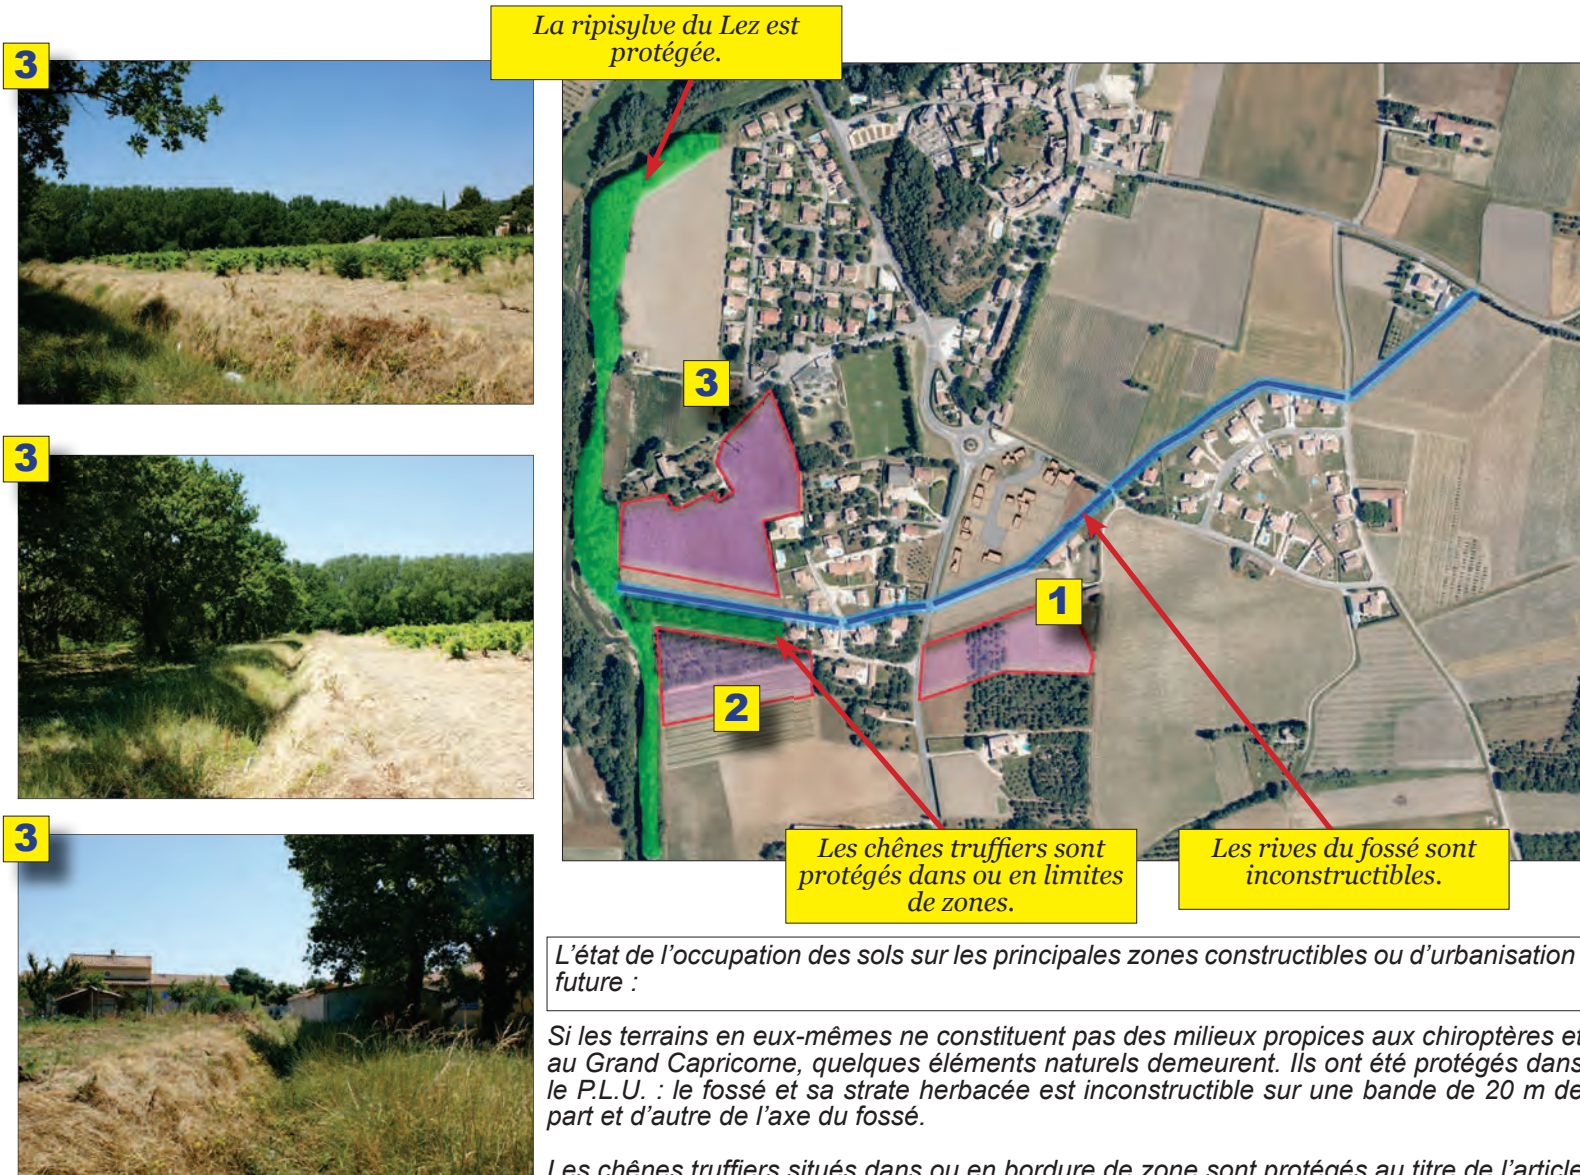 La ripisylve du Lez est
protégée.
3
3
3
3
1
2
Les chênes truffiers sont
protégés dans ou en limites
de zones.
Les rives du fossé sont
inconstructibles.
L'état de l'occupation des sols sur les principales zones constructibles ou d'urbanisation
future :
Si les terrains en eux-mêmes ne constituent pas des milieux propices aux chiroptères et
au Grand Capricorne, quelques éléments naturels demeurent. Ils ont été protégés dans
le P.L.U. : le fossé et sa strate herbacée est inconstructible sur une bande de 20 m de
part et d'autre de l'axe du fossé.
Les chênes truffiers situés dans ou en bordure de zone sont protégés au titre de l'article